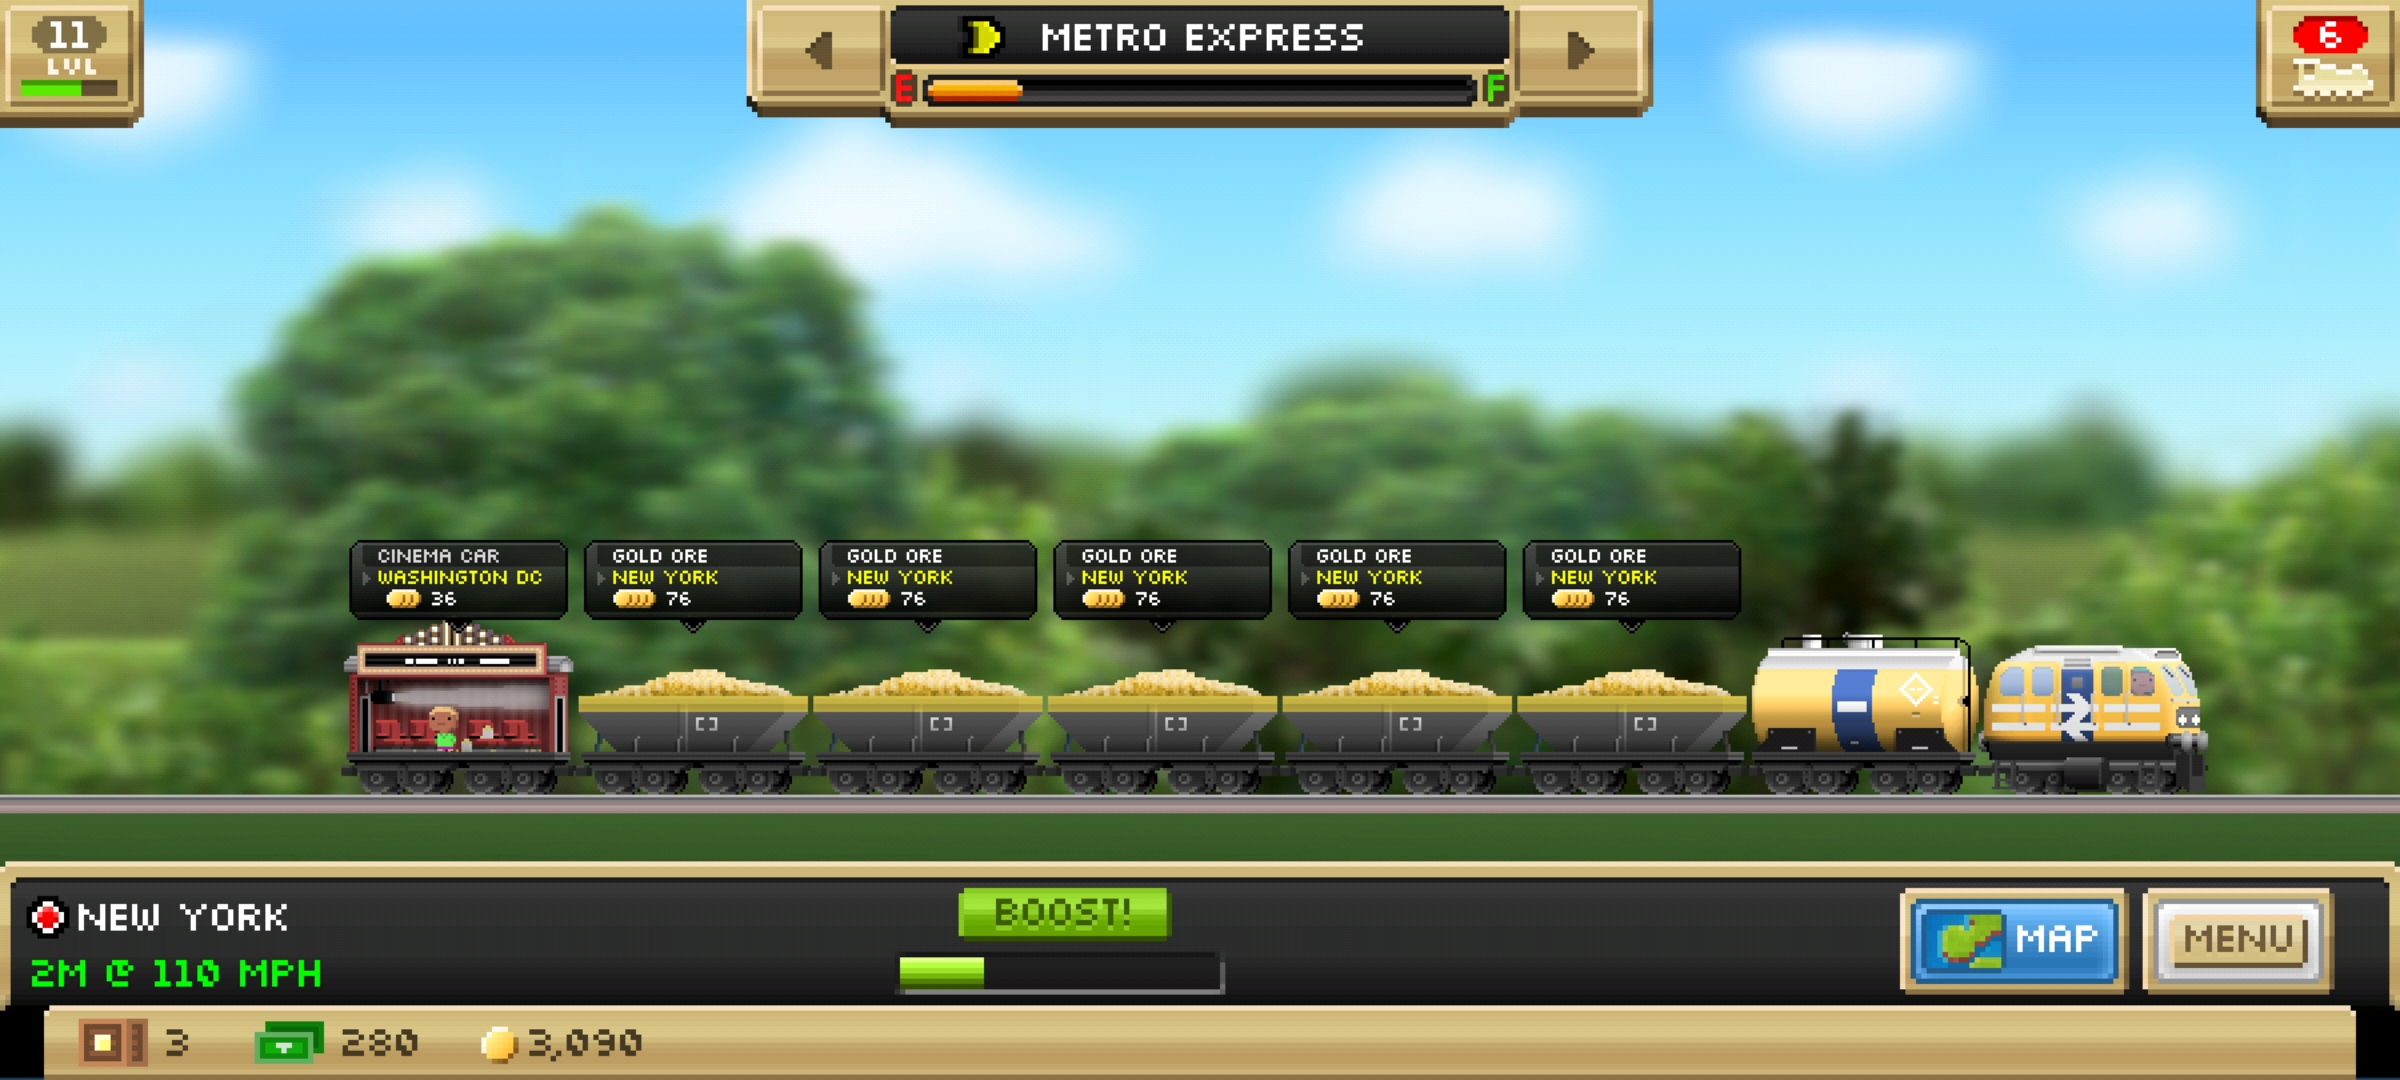 11
LVL
METRO EXPRESS
E F
6
CINEMA CAR
WASHINGTON DC
36
GOLD ORE
NEW YORK
76
GOLD ORE
NEW YORK
76
GOLD ORE
NEW YORK
76
GOLD ORE
NEW YORK
76
GOLD ORE
NEW YORK
76
NEW YORK
2M @ 110 MPH
BOOST!
MAP
MENU
3
280
3,090